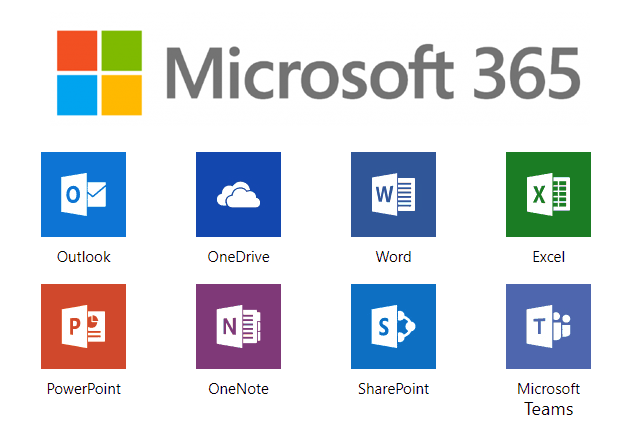 Microsoft 365
O
W
X
Outlook
OneDrive
Word
Excel
P
N
S
T
PowerPoint
OneNote
SharePoint
Microsoft
Teams